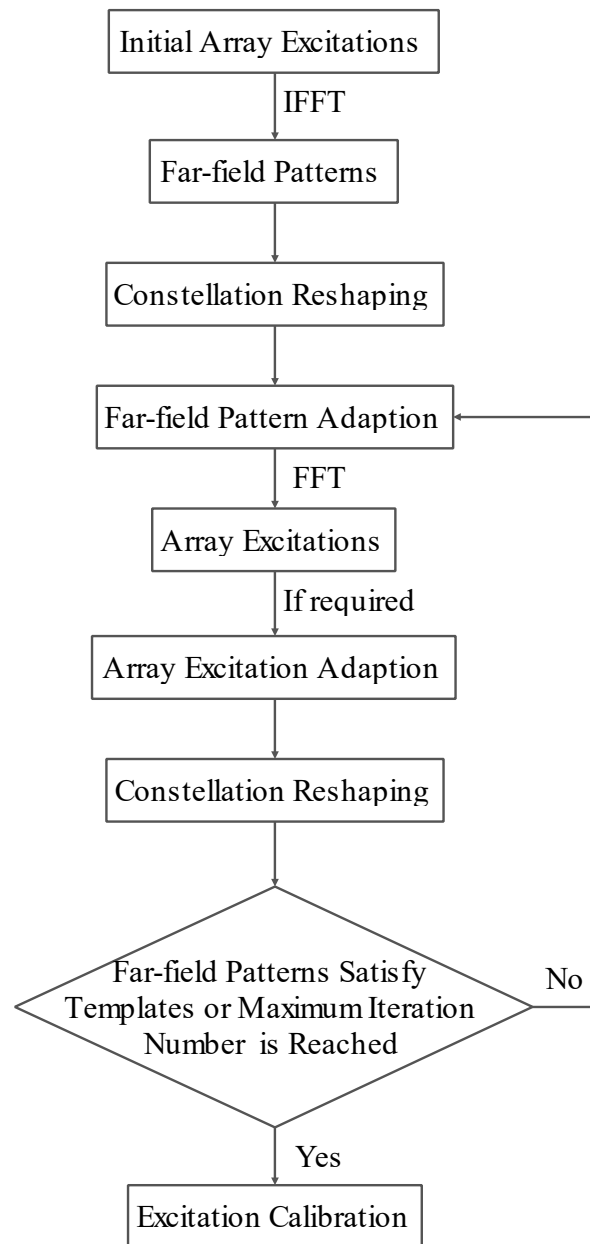 Initial Array Excitations
IFFT
Far-field Patterns
Constellation Reshaping
Far-field Pattern Adaption
FFT
Array Excitations
If required
Array Excitation Adaption
Constellation Reshaping
Far-field Patterns Satisfy
Templates or Maximum Iteration
Number is Reached
No
Yes
Excitation Calibration